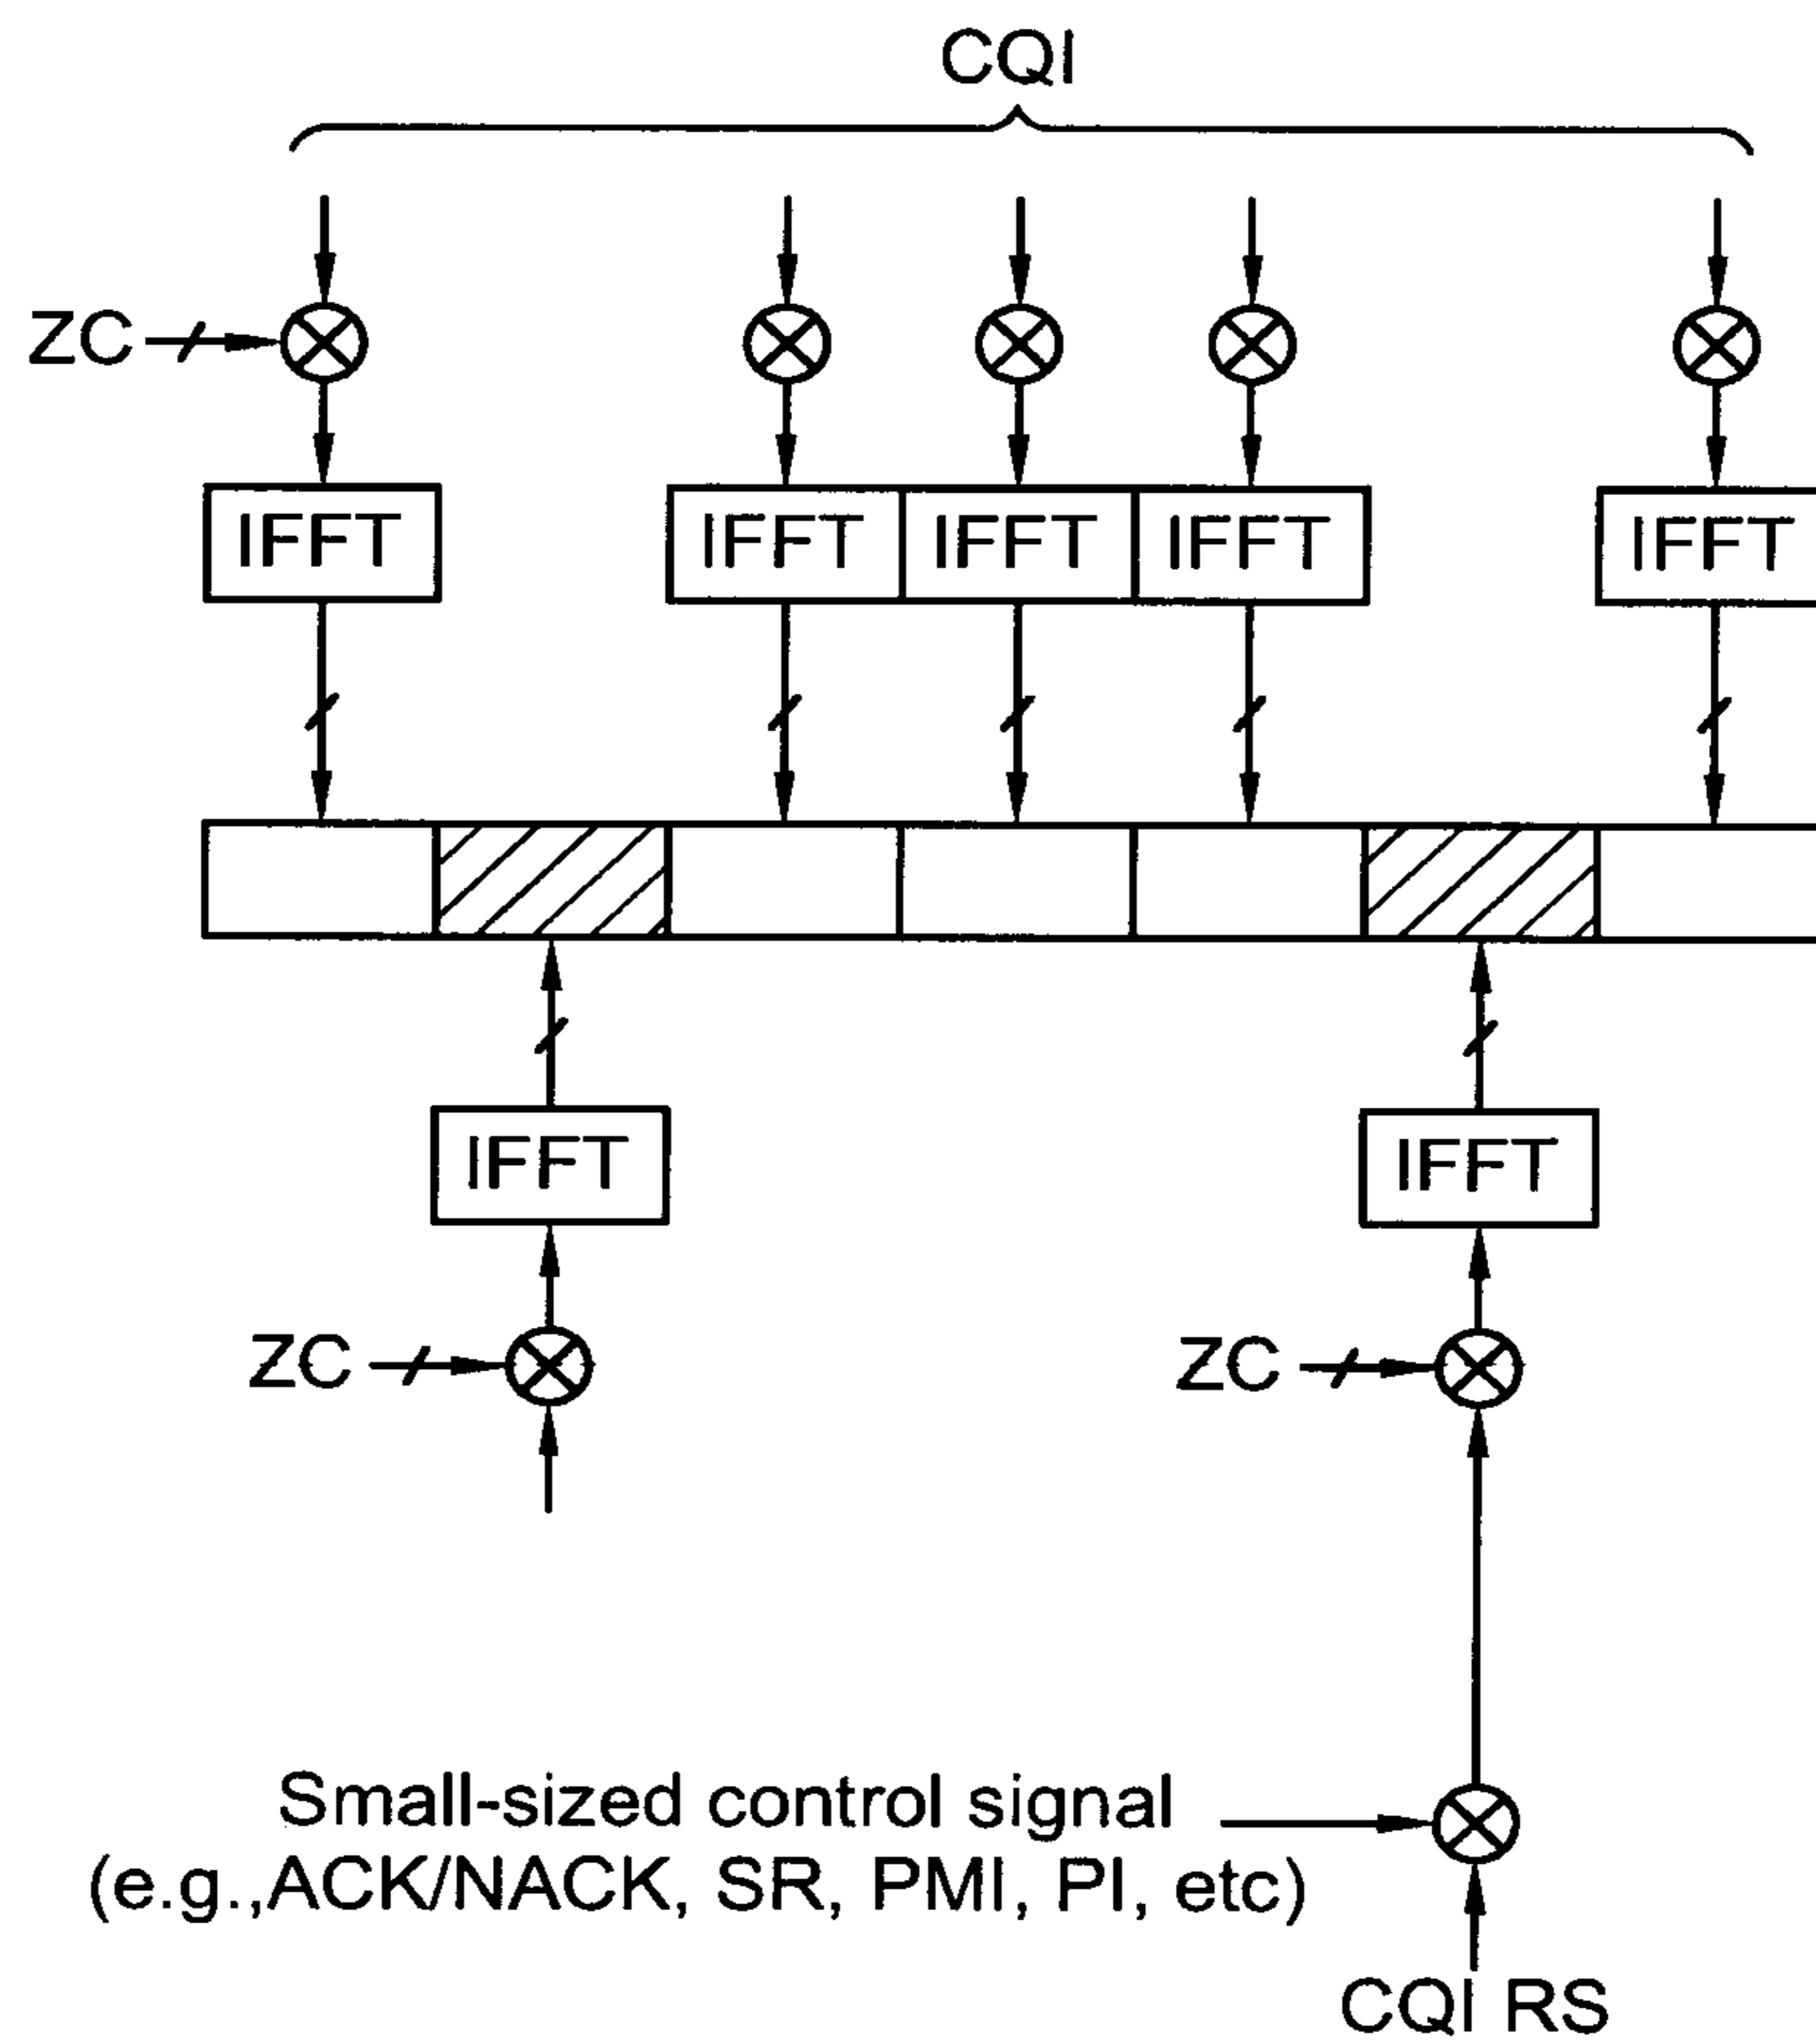 CQI
ZC
IFFT IFFT IFFT IFFT IFFT
IFFT IFFT
ZC ZC
Small-sized control signal
(e.g.,ACK/NACK, SR, PMI, PI, etc)
CQI RS